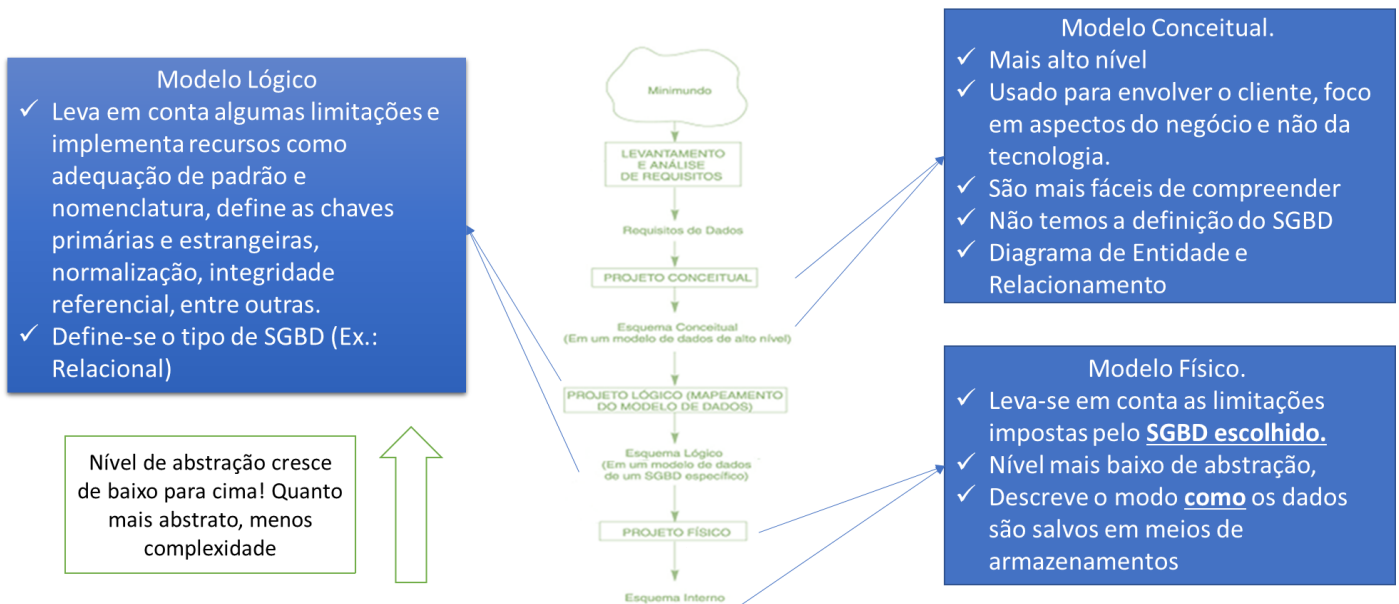 Modelo Lógico
✓ Leva em conta algumas limitações e
implementa recursos como
adequação de padrão e
nomenclatura, define as chaves
primárias e estrangeiras,
normalização, integridade
referencial, entre outras.
✓ Define-se o tipo de SGBD (Ex.:
Relacional)
Nível de abstração cresce
de baixo para cima! Quanto
mais abstrato, menos
complexidade
Minimundo
LEVANTAMENTO
E ANÁLISE
DE REQUISITOS
Requisitos de Dados
PROJETO CONCEITUAL
Esquema Conceitual
(Em um modelo de dados de alto nível)
PROJETO LÓGICO (MAPEAMENTO
DO MODELO DE DADOS)
Esquema Lógico
(Em um modelo de dados
de um SGBD específico)
PROJETO FÍSICO
Esquema Interno
Modelo Conceitual.
✓ Mais alto nível
✓ Usado para envolver o cliente, foco
em aspectos do negócio e não da
tecnologia.
✓ São mais fáceis de compreender
✓ Não temos a definição do SGBD
✓ Diagrama de Entidade e
Relacionamento
Modelo Físico.
✓ Leva-se em conta as limitações
impostas pelo SGBD escolhido.
✓ Nível mais baixo de abstração,
✓ Descreve o modo como os dados
são salvos em meios de
armazenamentos